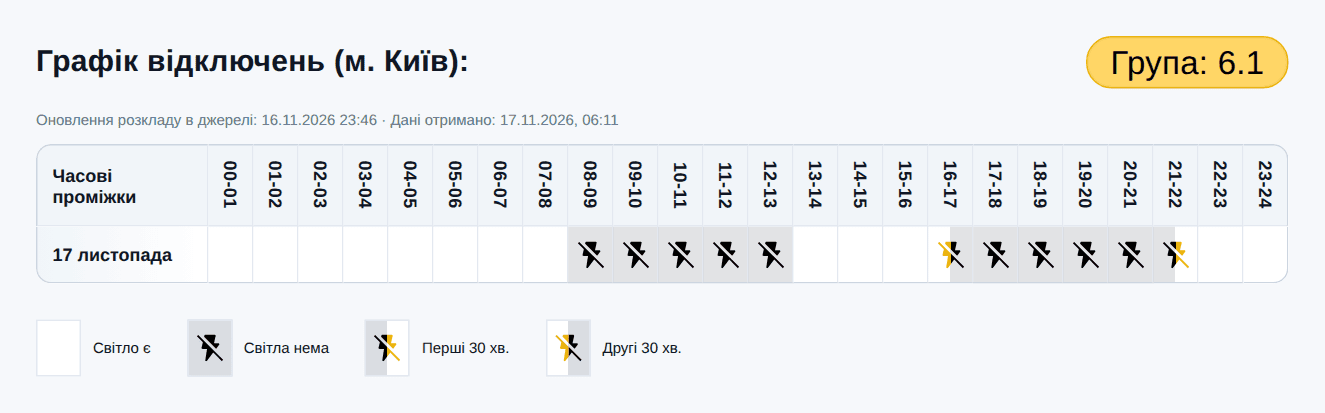 Графік відключень (м. Київ):
Група: 6.1
Оновлення розкладу в джерелі: 16.11.2026 23:46 · Дані отримано: 17.11.2026, 06:11
Часові
проміжки
00-01
01-02
02-03
03-04
04-05
05-06
06-07
07-08
08-09
09-10
10-11
11-12
12-13
13-14
14-15
15-16
16-17
17-18
18-19
19-20
20-21
21-22
22-23
23-24
17 листопада
Світло є
Світла нема
Перші 30 хв.
Другі 30 хв.